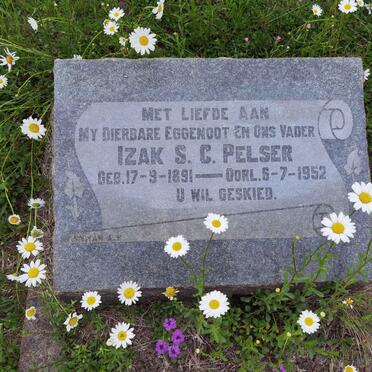 MET LIEFDE AAN
MY DIERBARE EGGENOOT EN ONS VADER
IZAK S. C. PELSER
GEB. 17-9-1891 — OORL. 6-7-1952
U WIL GESKIED.